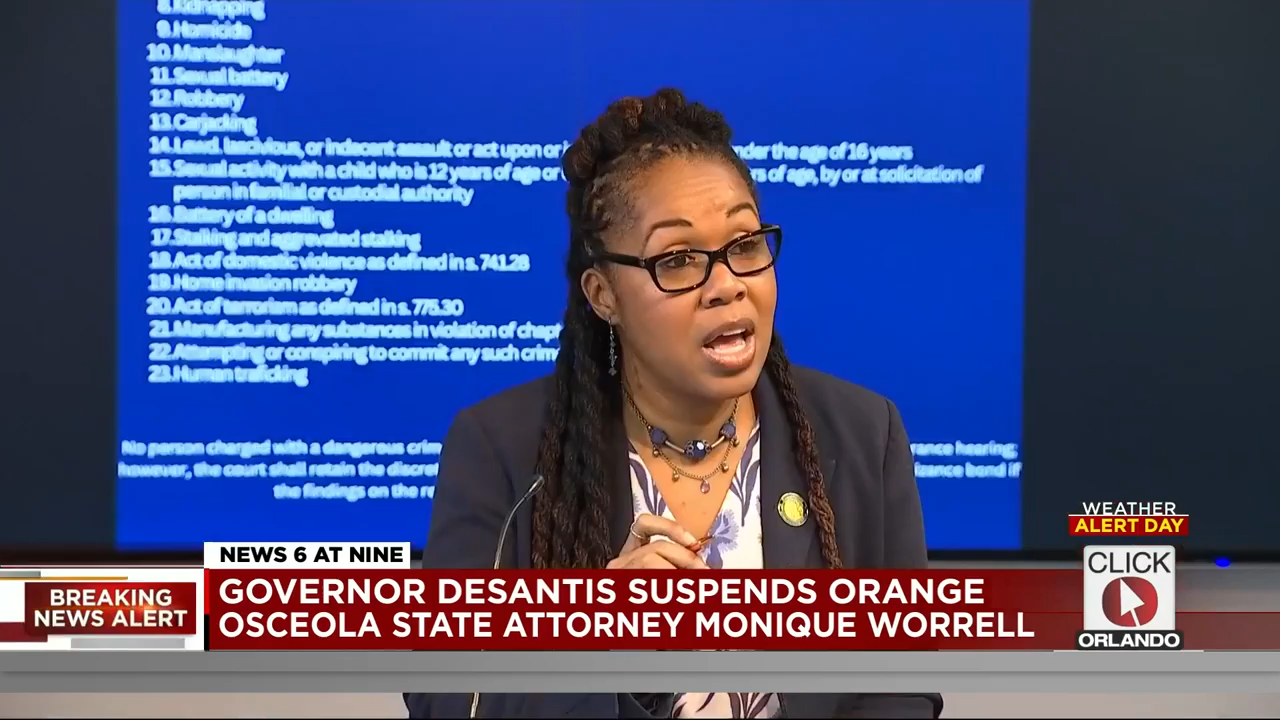 8.Kidnapping
9.Homicide
10.Manslaughter
11.Sexual battery
12.Robbery
13.Carjacking
14.Lewd, lascivious, or indecent assault or act upon or nder the age of 16 years
15.Sexual activity with a child who is 12 years of age or rs of age, by or at solicitation of
person in familial or custodial authority
16.Battery of a dwelling
17.Stalking and aggrevated stalking
18.Act of domestic violence as defined in s. 741.28
19.Home invasion robbery
20.Act of terrorism as defined in s. 775.30
21.Manufacturing any substances in violation of chapt
22.Attempting or conspiring to commit any such crim
23.Human traficking
No person charged with a dangerous crim rance hearing;
however, the court shall retain the discret izance bond if
the findings on the re
WEATHER
ALERT DAY
NEWS 6 AT NINE
CLICK
ORLANDO
BREAKING
NEWS ALERT
GOVERNOR DESANTIS SUSPENDS ORANGE
OSCEOLA STATE ATTORNEY MONIQUE WORRELL